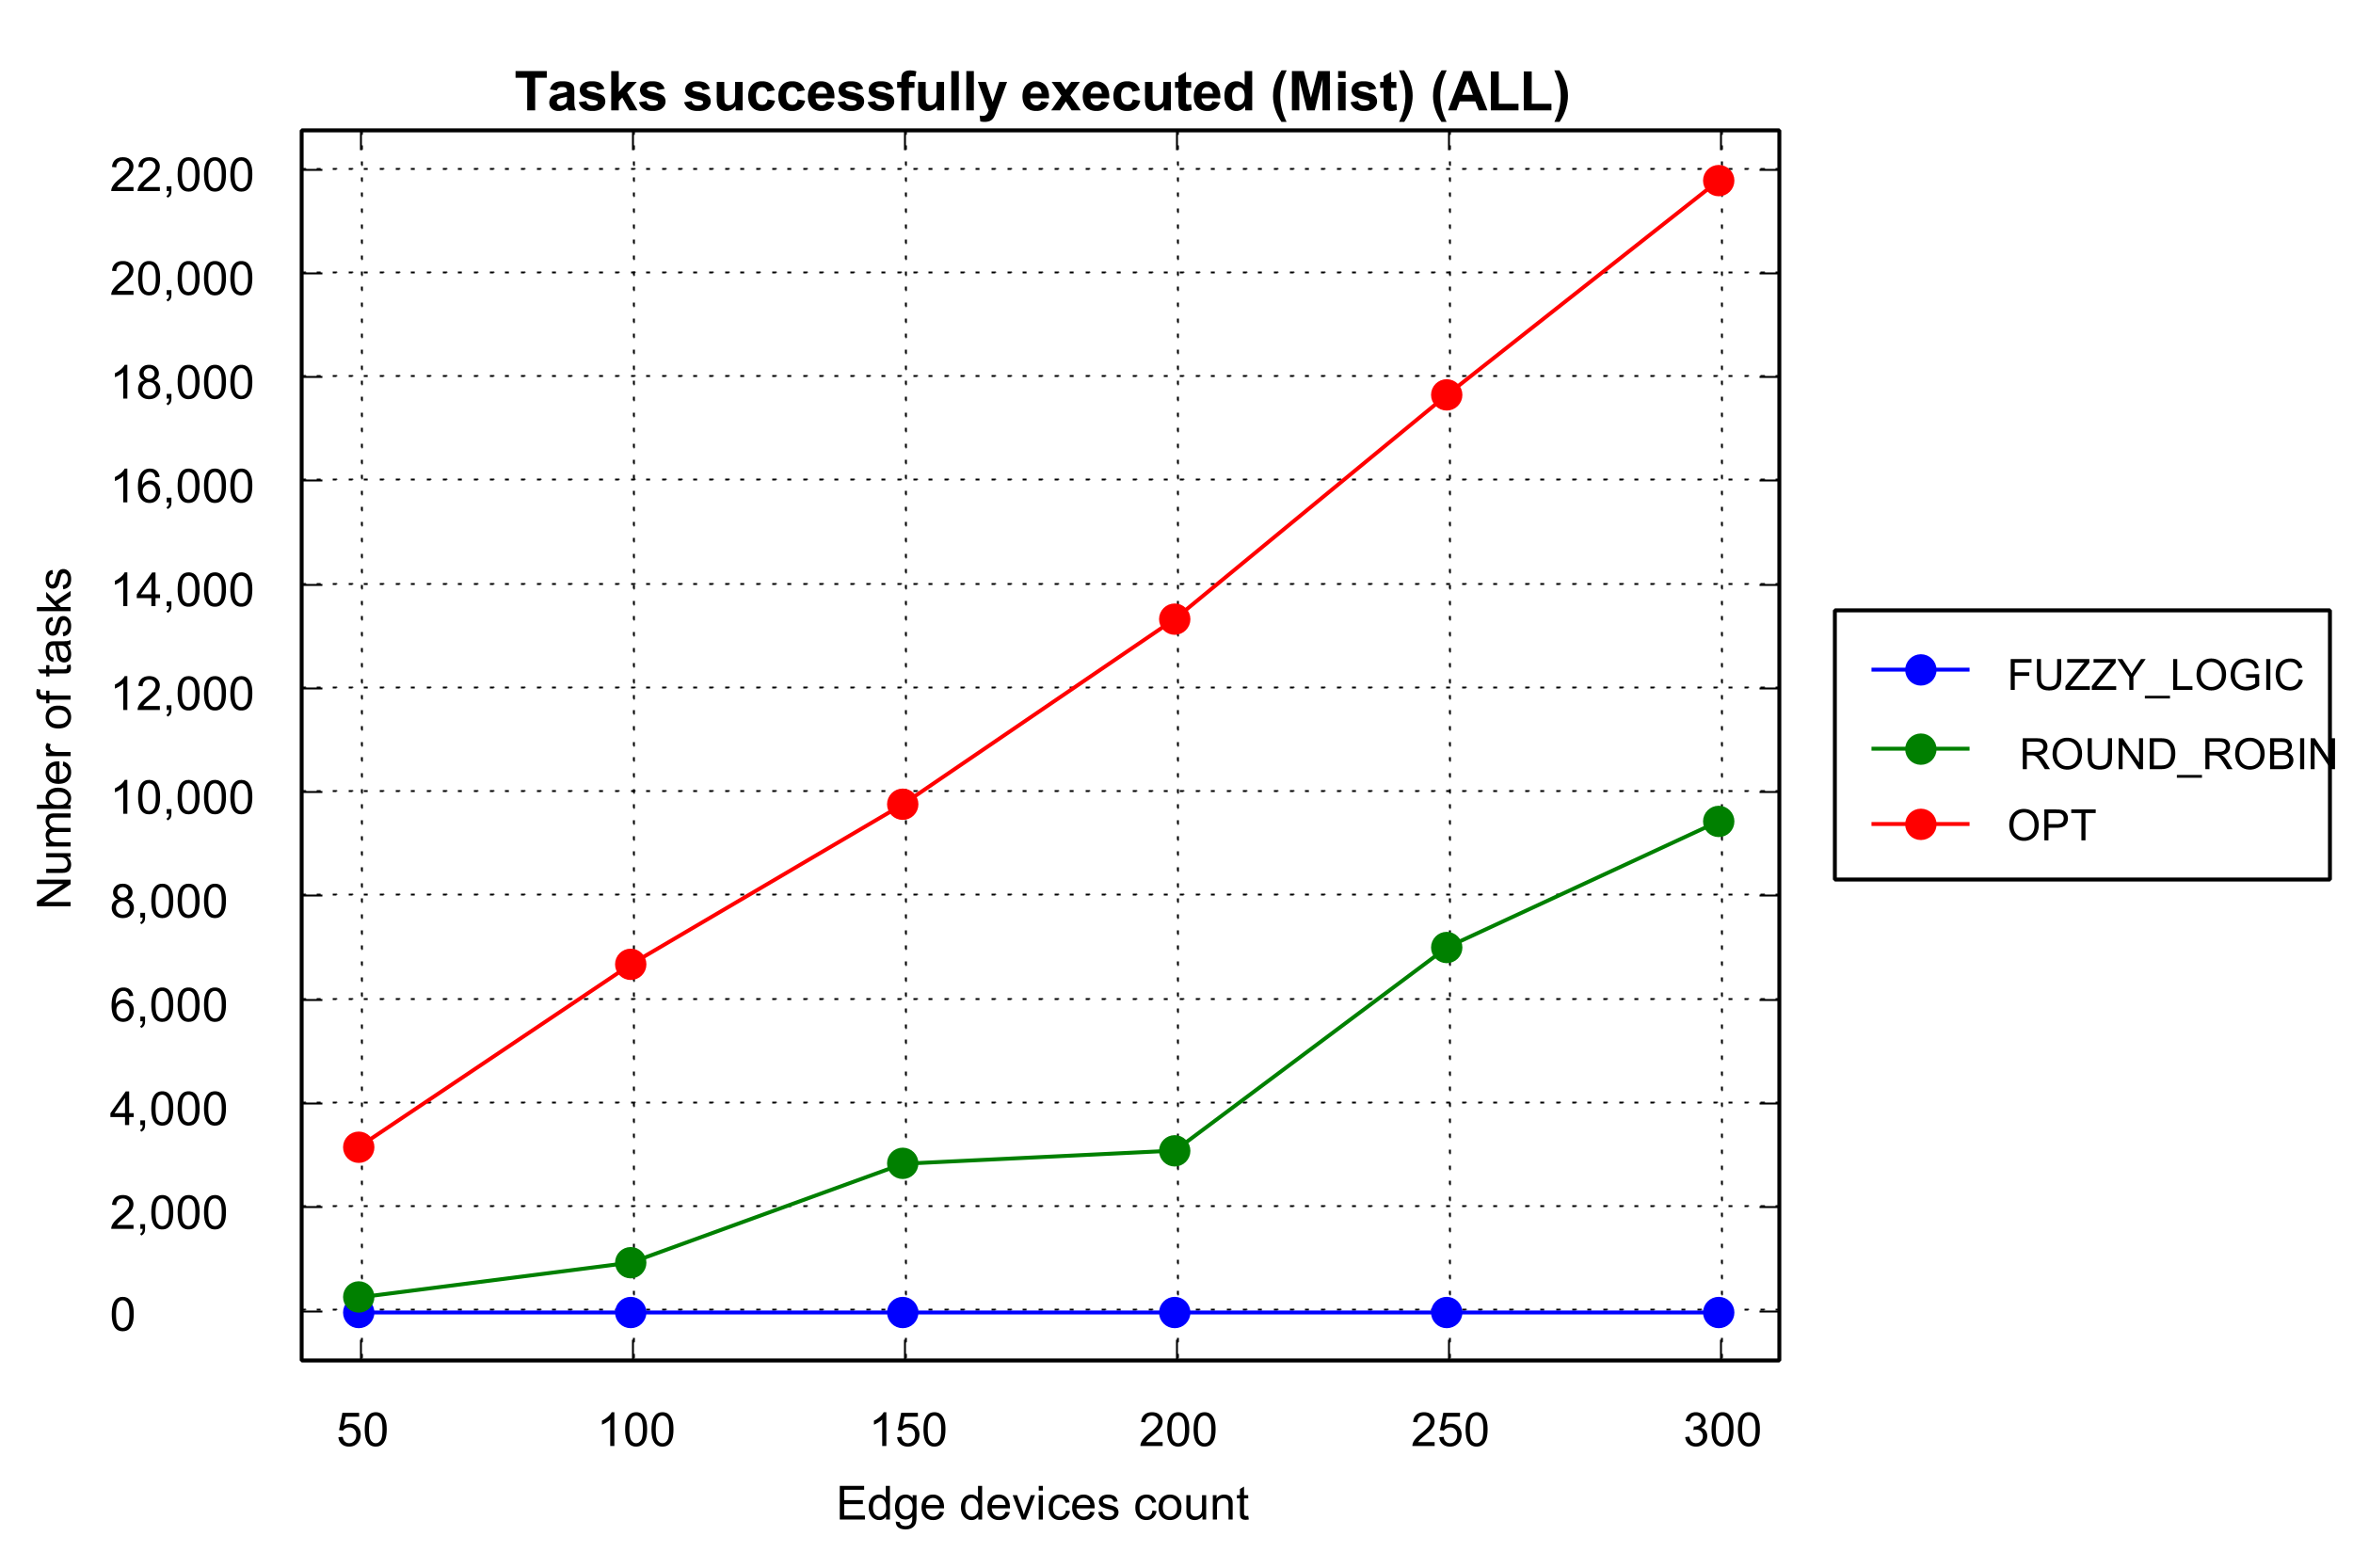 Tasks successfully executed (Mist) (ALL)
22,000
20,000
18,000
16,000
14,000
12,000
10,000
8,000
6,000
4,000
2,000
0
Number of tasks
50 100 150 200 250 300
Edge devices count
FUZZY_LOGIC
ROUND_ROBIN
OPT